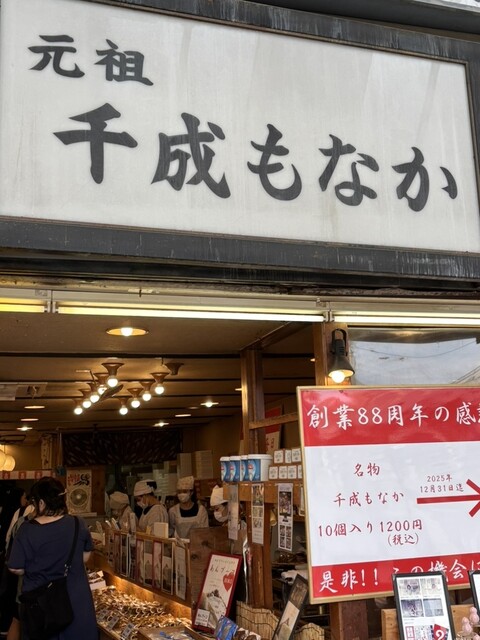 元祖
千成もなか
創業88周年の感
名物
千成もなか
2025年
12月31日迄
10個入り1200円
(税込)
是非!!この機会に